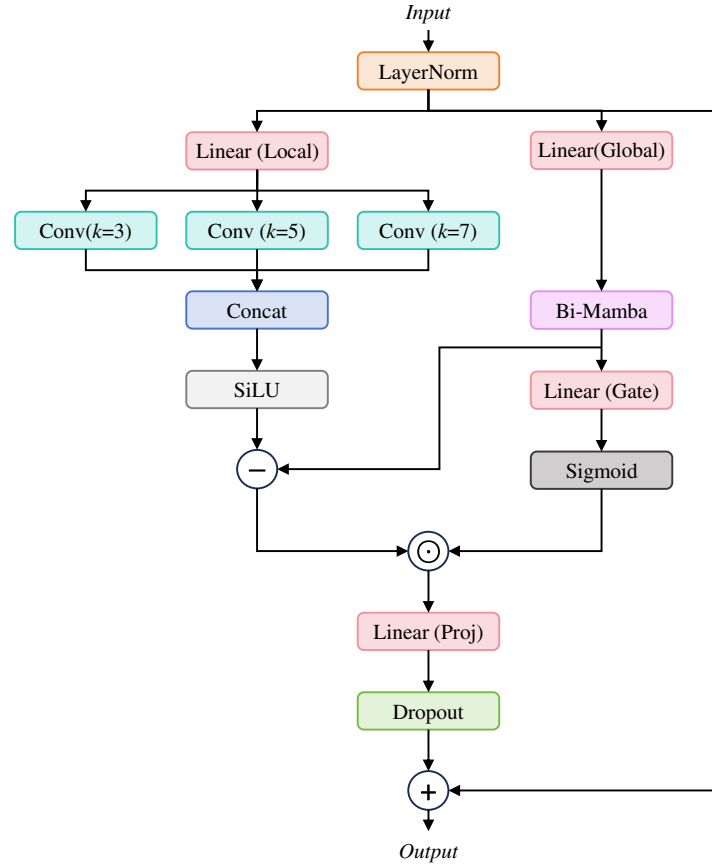 Input
LayerNorm
Linear (Local)
Linear(Global)
Conv(k=3)
Conv (k=5)
Conv (k=7)
Concat
Bi-Mamba
SiLU
Linear (Gate)
−
Sigmoid
⊙
Linear (Proj)
Dropout
+
Output